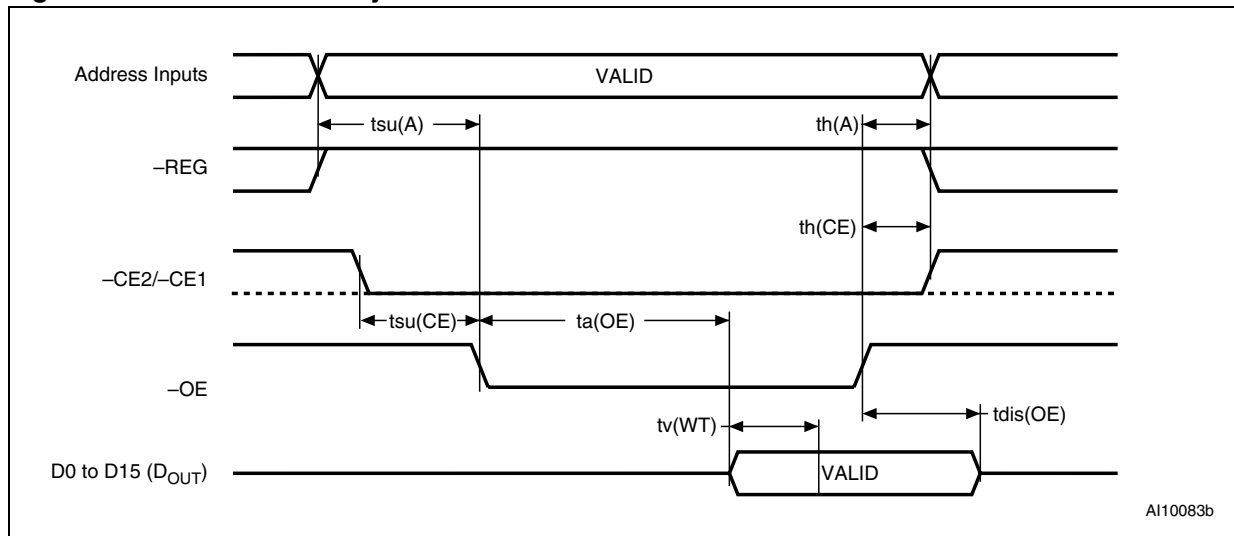 Address Inputs
VALID
tsu(A)
th(A)
–REG
th(CE)
–CE2/–CE1
tsu(CE)
ta(OE)
–OE
tv(WT)
tdis(OE)
D0 to D15 (DOUT)
VALID
AI10083b